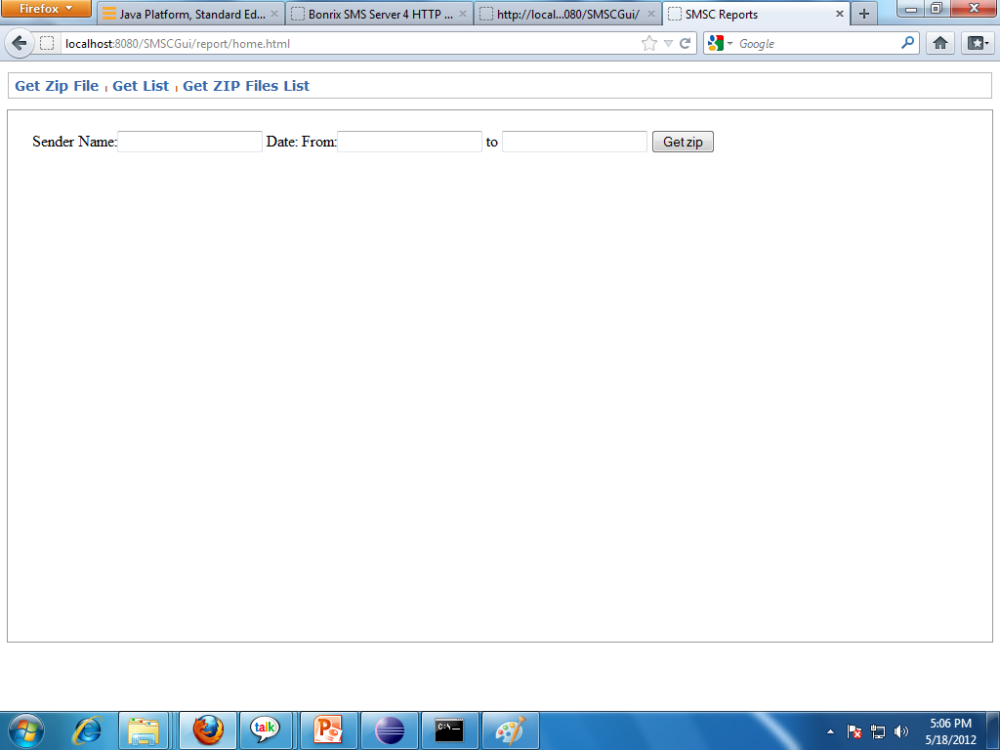 Firefox
Java Platform, Standard Ed...
Bonrix SMS Server 4 HTTP ...
http://local...080/SMSCGui/
SMSC Reports
localhost:8080/SMSCGui/report/home.html
Google
Get Zip File Get List Get ZIP Files List
Sender Name: Date: From: to Get zip
talk
C:\_
5:06 PM
5/18/2012